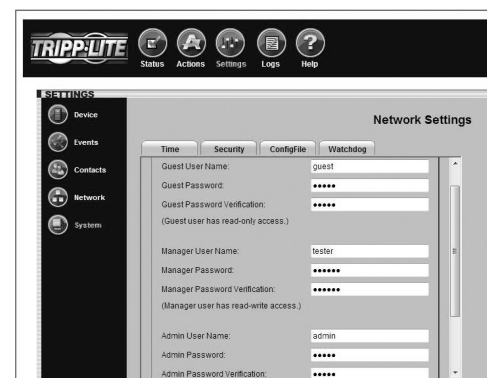 TRIPP·LITE
Status Actions Settings Logs Help
SETTINGS
Device
Events
Contacts
Network
System
Network Settings
Time Security ConfigFile Watchdog
Guest User Name: guest
Guest Password: •••••
Guest Password Verification: •••••
(Guest user has read-only access.)
Manager User Name: tester
Manager Password: ••••••
Manager Password Verification: ••••••
(Manager user has read-write access.)
Admin User Name: admin
Admin Password: •••••
Admin Password Verification: •••••